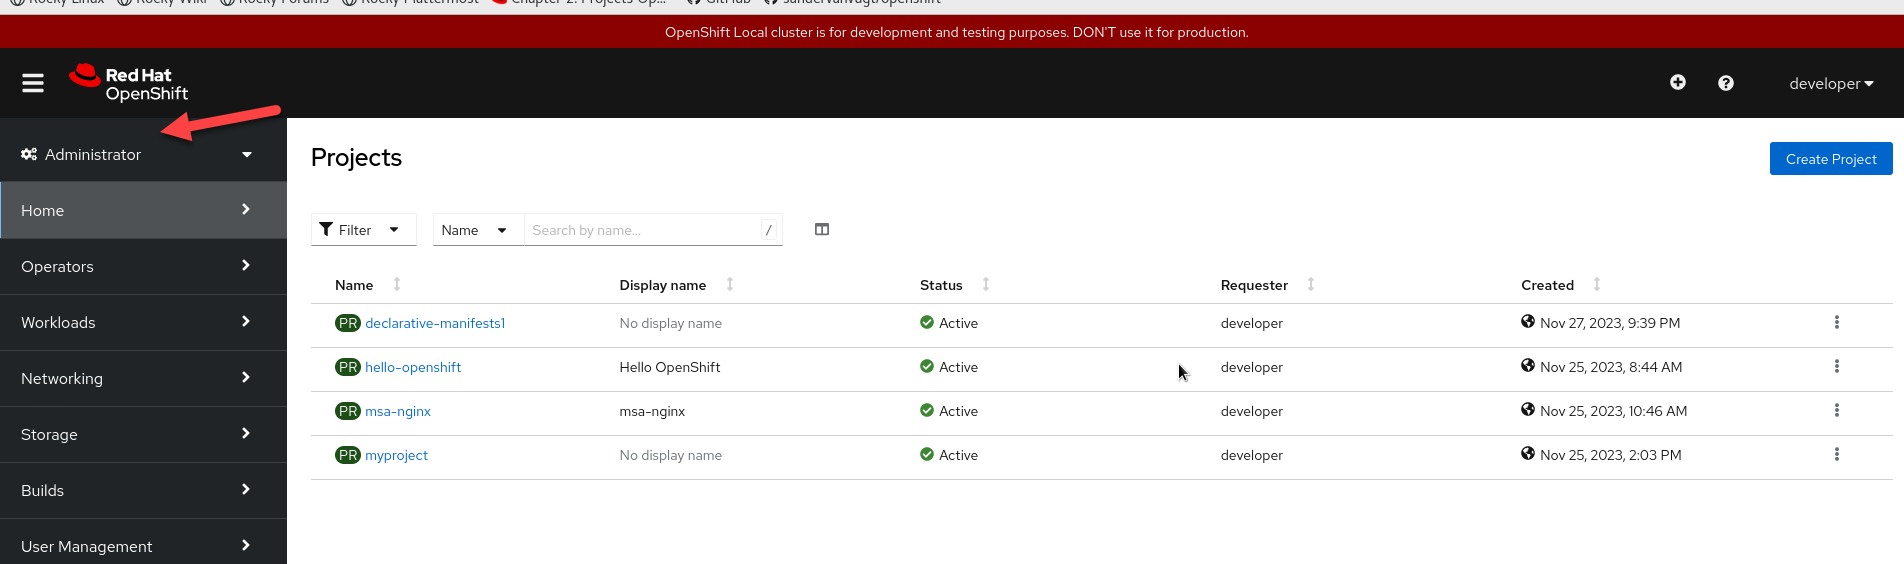 Rocky Linux Rocky Wiki Rocky Forums Rocky Mattermost Chapter 2. Projects Op... GitHub sandervanvugt/openshift
OpenShift Local cluster is for development and testing purposes. DON'T use it for production.
Red Hat
OpenShift
developer
Administrator
Home
Operators
Workloads
Networking
Storage
Builds
User Management
Projects
Create Project
Filter Name Search by name... /
Name Display name Status Requester Created
PR declarative-manifests1 No display name Active developer Nov 27, 2023, 9:39 PM
PR hello-openshift Hello OpenShift Active developer Nov 25, 2023, 8:44 AM
PR msa-nginx msa-nginx Active developer Nov 25, 2023, 10:46 AM
PR myproject No display name Active developer Nov 25, 2023, 2:03 PM